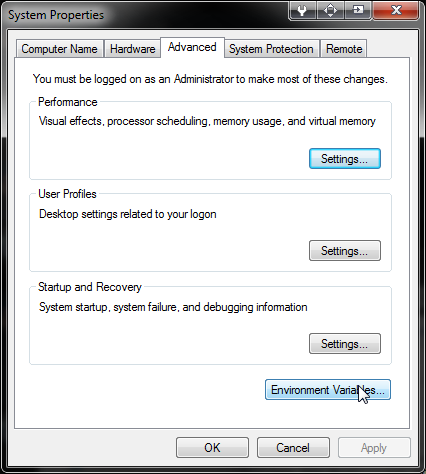 System Properties
Computer Name Hardware Advanced System Protection Remote
You must be logged on as an Administrator to make most of these changes.
Performance
Visual effects, processor scheduling, memory usage, and virtual memory
Settings...
User Profiles
Desktop settings related to your logon
Settings...
Startup and Recovery
System startup, system failure, and debugging information
Settings...
Environment Variables...
OK Cancel Apply